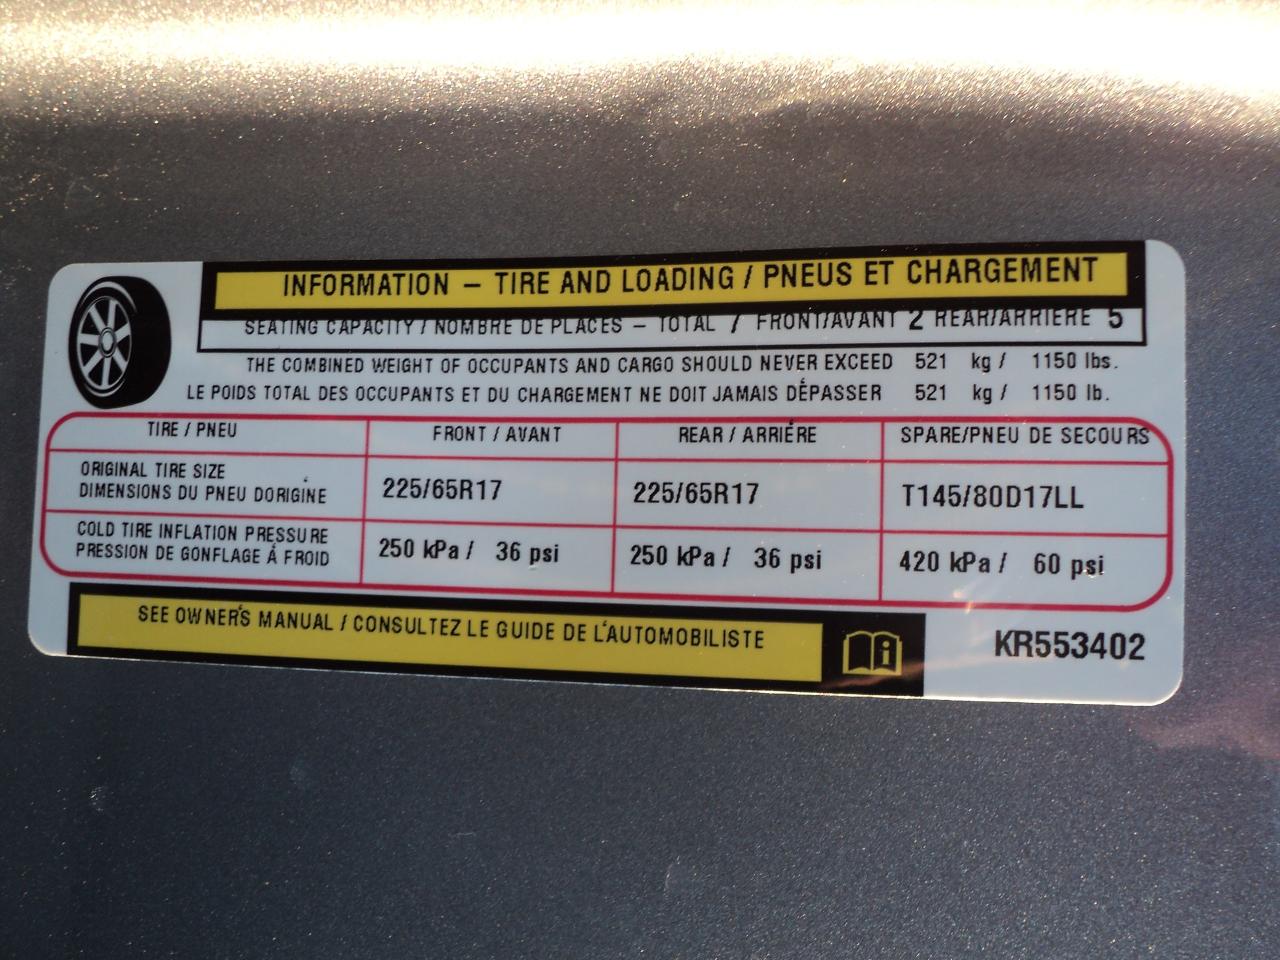 INFORMATION – TIRE AND LOADING / PNEUS ET CHARGEMENT
SEATING CAPACITY / NOMBRE DE PLACES – TOTAL 7 FRONT/AVANT 2 REAR/ARRIÈRE 5
THE COMBINED WEIGHT OF OCCUPANTS AND CARGO SHOULD NEVER EXCEED 521 kg / 1150 lbs.
LE POIDS TOTAL DES OCCUPANTS ET DU CHARGEMENT NE DOIT JAMAIS DÉPASSER 521 kg / 1150 lb.
TIRE / PNEU FRONT / AVANT REAR / ARRIÉRE SPARE/PNEU DE SECOURS
ORIGINAL TIRE SIZE
DIMENSIONS DU PNEU D'ORIGINE 225/65R17 225/65R17 T145/80D17LL
COLD TIRE INFLATION PRESSURE
PRESSION DE GONFLAGE Á FROID 250 kPa / 36 psi 250 kPa / 36 psi 420 kPa / 60 psi
SEE OWNER'S MANUAL / CONSULTEZ LE GUIDE DE L'AUTOMOBILISTE
KR553402